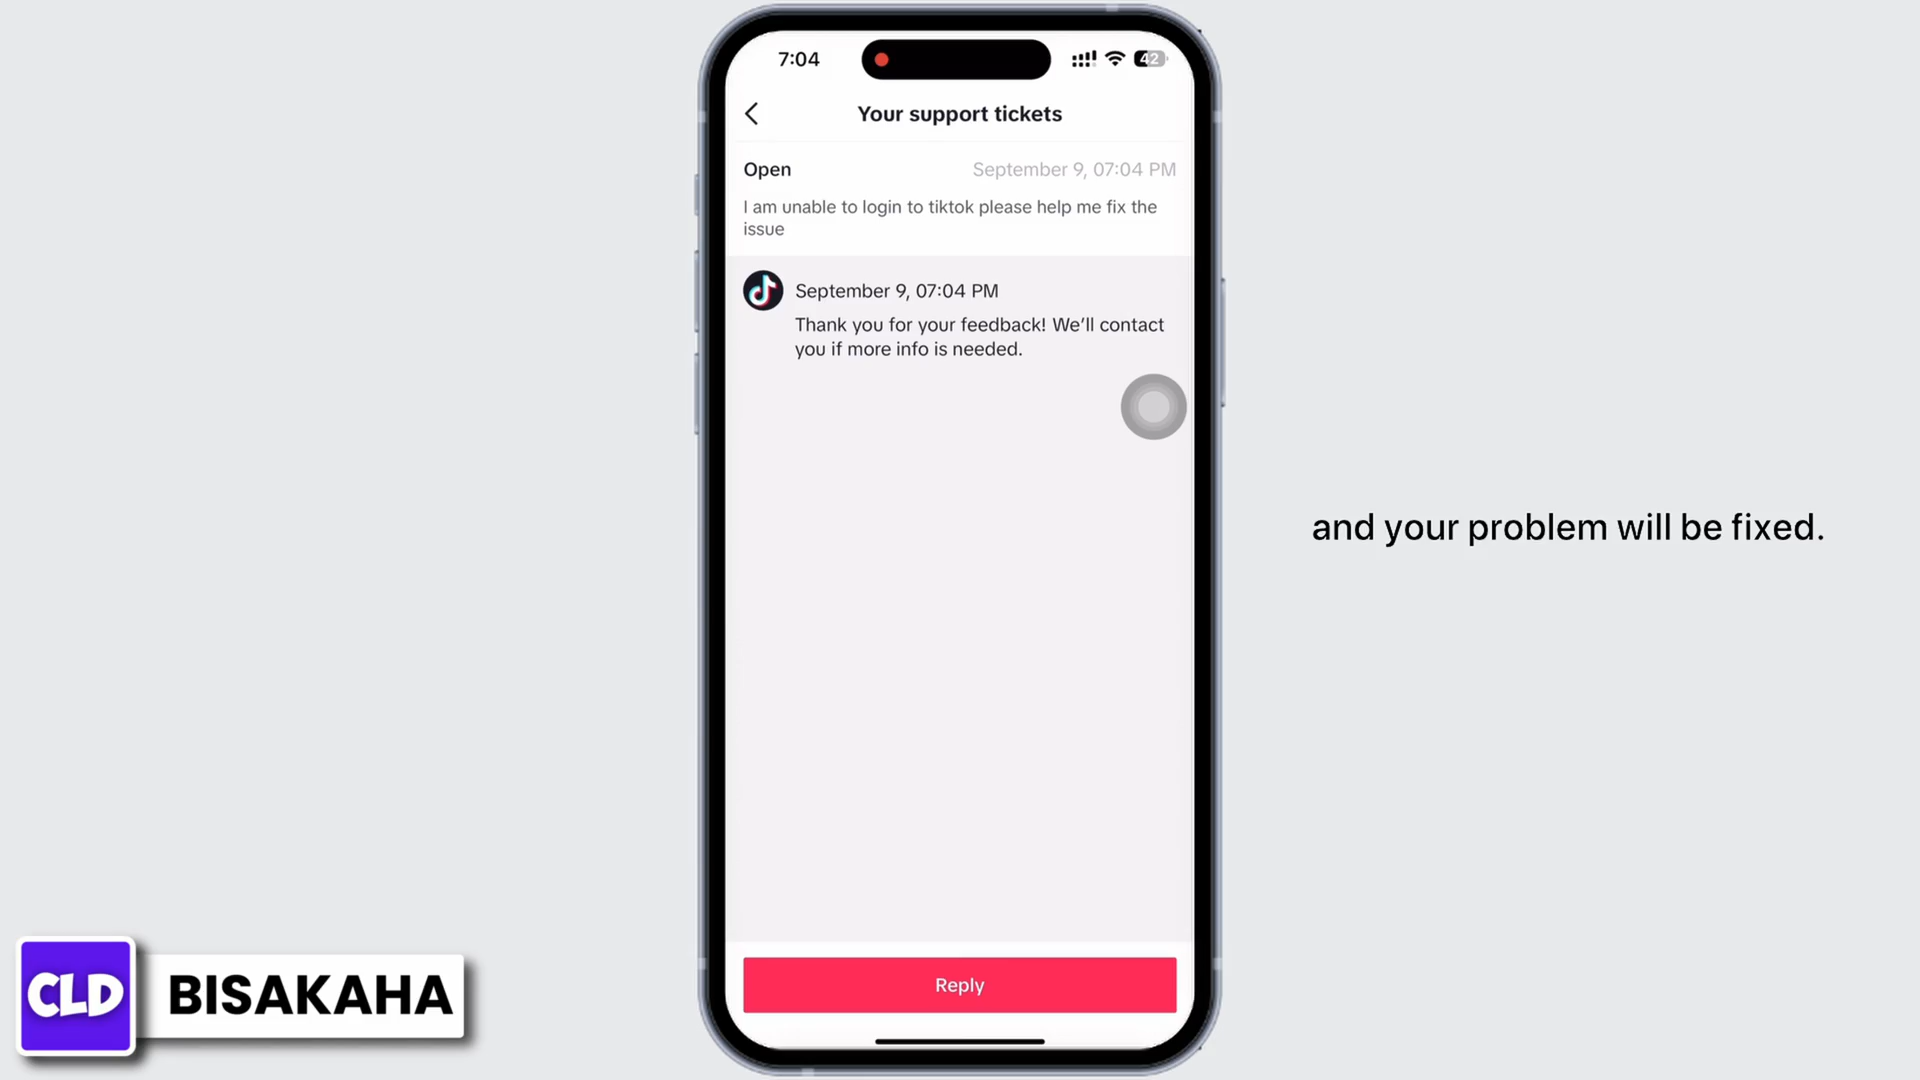 7:04
42
Your support tickets
Open
September 9, 07:04 PM
I am unable to login to tiktok please help me fix the
issue
September 9, 07:04 PM
Thank you for your feedback! We’ll contact
you if more info is needed.
and your problem will be fixed.
Reply
CLD
BISAKAHA